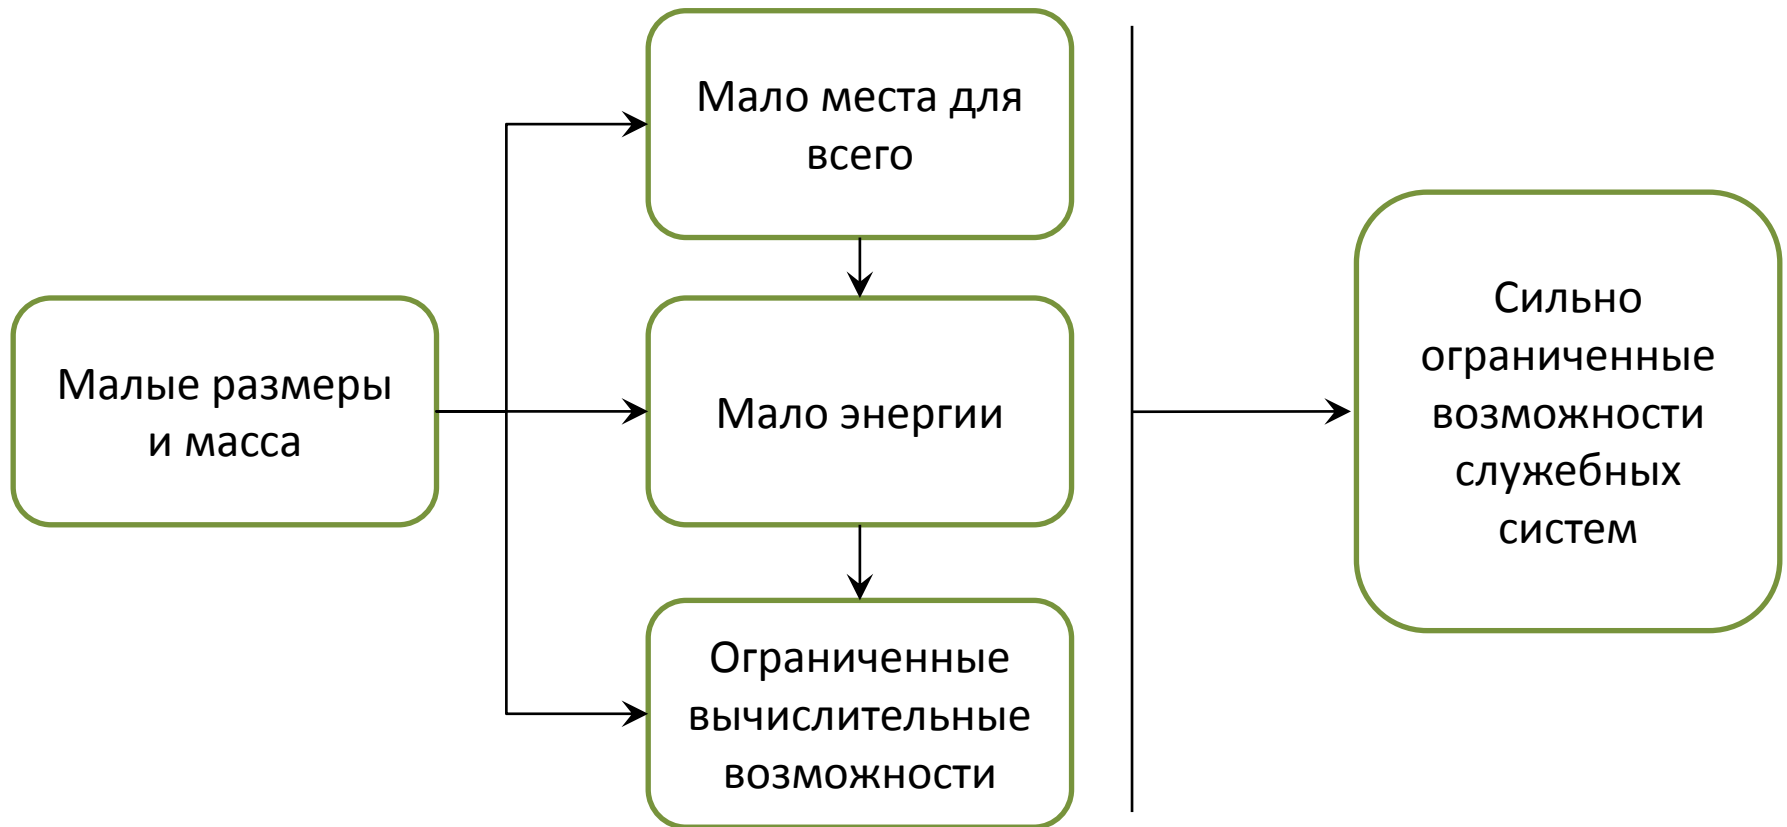 Малые размеры
и масса
Мало места для
всего
Мало энергии
Ограниченные
вычислительные
возможности
Сильно
ограниченные
возможности
служебных
систем